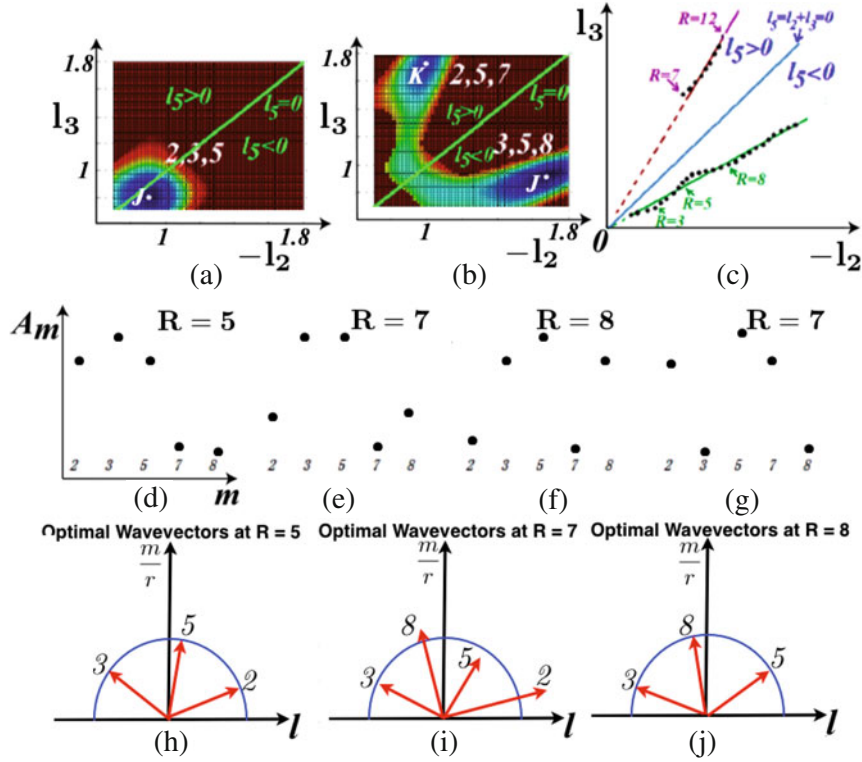 1.8
l₃
1
l₅>0
l₅=0
l₅<0
2,3,5
J
1
1.8
−l₂
(a)
1.8
1
K
2,5,7
l₅>0
l₅=0
l₅<0
3,5,8
J
1
1.8
−l₂
(b)
l₃
R=12
l₅=l₂+l₃=0
l₅>0
l₅<0
R=7
R=8
R=5
R=3
0
−l₂
(c)
Aₘ
R = 5
R = 7
R = 8
R = 7
2 3 5 7 8
2 3 5 7 8
2 3 5 7 8
2 3 5 7 8
m
(d)
(e)
(f)
(g)
Optimal Wavevectors at R = 5
m/r
3
5
2
l
(h)
Optimal Wavevectors at R = 7
m/r
8
3
5
2
l
(i)
Optimal Wavevectors at R = 8
m/r
8
3
5
l
(j)